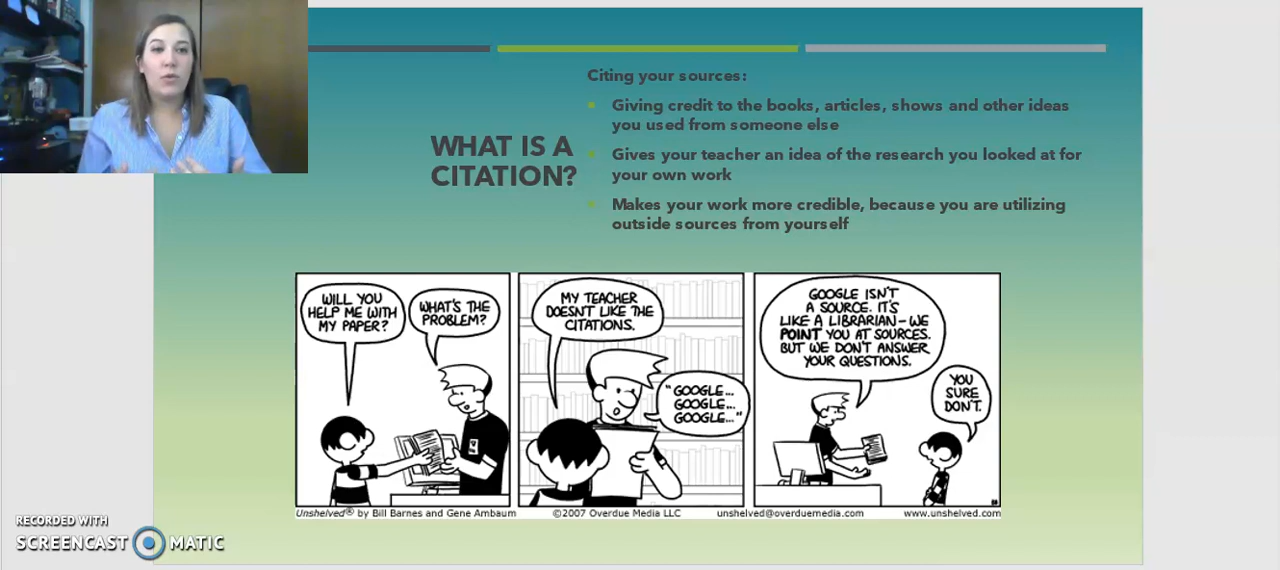 WHAT IS A
CITATION?
Citing your sources:
Giving credit to the books, articles, shows and other ideas
you used from someone else
Gives your teacher an idea of the research you looked at for
your own work
Makes your work more credible, because you are utilizing
outside sources from yourself
WILL YOU
HELP ME WITH
MY PAPER?
WHAT'S THE
PROBLEM?
MY TEACHER
DOESN'T LIKE THE
CITATIONS.
"GOOGLE...
GOOGLE...
GOOGLE..."
GOOGLE ISN'T
A SOURCE. IT'S
LIKE A LIBRARIAN-WE
POINT YOU AT SOURCES.
BUT WE DON'T ANSWER
YOUR QUESTIONS.
YOU
SURE
DON'T.
Unshelved® by Bill Barnes and Gene Ambaum ©2007 Overdue Media LLC unshelved@overduemedia.com www.unshelved.com
RECORDED WITH
SCREENCAST MATIC